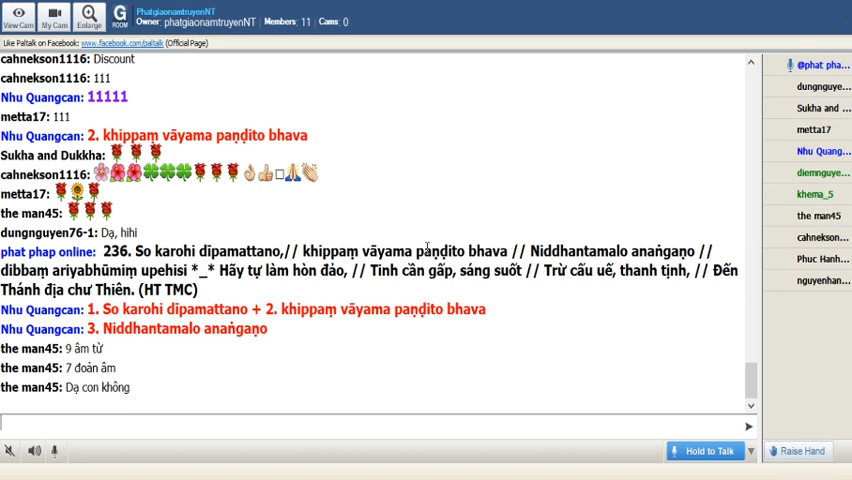 View Cam
My Cam
Enlarge
G
ROOM
PhatgiaonamtruyenNT
Owner: phatgiaonamtruyenNT Members: 11 Cams: 0
Like Paltalk on Facebook: www.facebook.com/paltalk (Official Page)
cahnekson1116: Discount
cahnekson1116: 111
Nhu Quangcan: 11111
metta17: 111
Nhu Quangcan: 2. khippaṃ vāyama paṇḍito bhava
Sukha and Dukkha:
cahnekson1116:
metta17:
the man45:
dungnguyen76-1: Dạ, hihi
phat phap online: 236. So karohi dīpamattano,// khippaṃ vāyama paṇḍito bhava // Niddhantamalo anaṅgaṇo //
dibbaṃ ariyabhūmiṃ upehisi *_* Hãy tự làm hòn đảo, // Tinh cần gấp, sáng suốt // Trừ cấu uế, thanh tịnh, // Đến
Thánh địa chư Thiên. (HT TMC)
Nhu Quangcan: 1. So karohi dīpamattano + 2. khippaṃ vāyama paṇḍito bhava
Nhu Quangcan: 3. Niddhantamalo anaṅgaṇo
the man45: 9 âm từ
the man45: 7 đoản âm
the man45: Dạ con không
@phat pha...
dungnguye...
Sukha and ...
metta17
Nhu Quang...
diemnguye...
khema_5
the man45
cahnekson...
Phuc Hanh...
nguyenhan...
Hold to Talk
Raise Hand